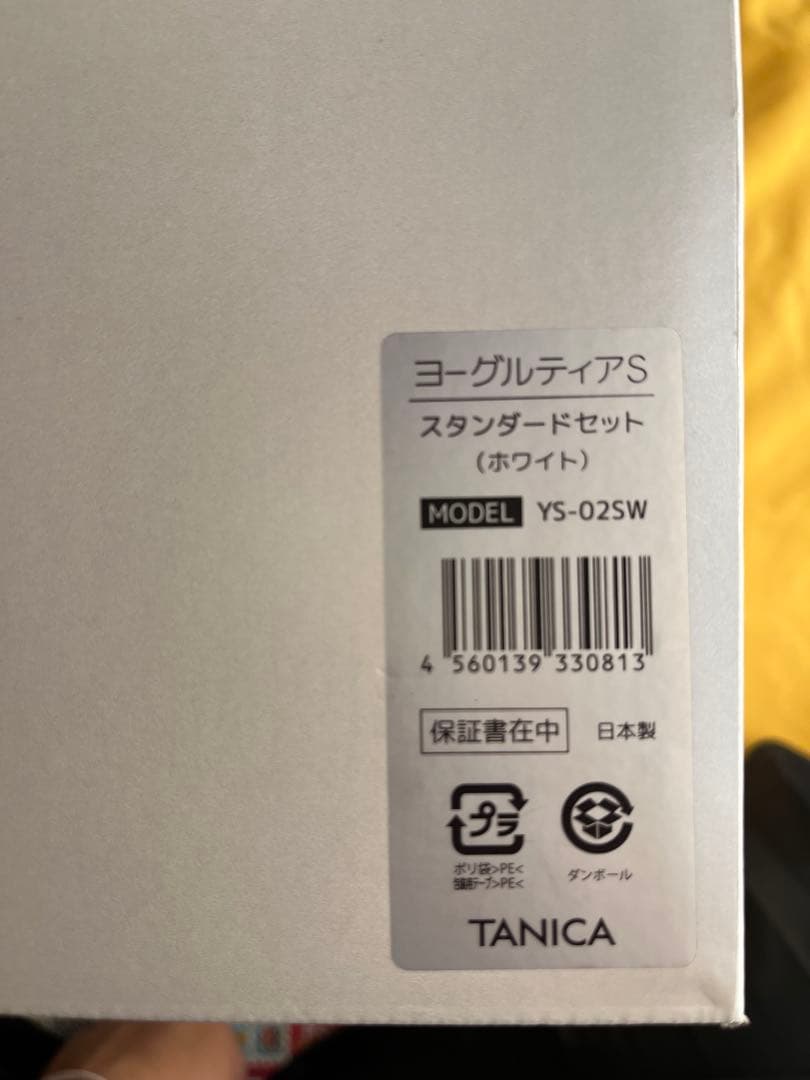 ヨーグルティアS
スタンダードセット
(ホワイト)
MODEL YS-02SW
4 560139 330813
保証書在中 日本製
プラ
ポリ袋>PE<
ダンボール
TANICA